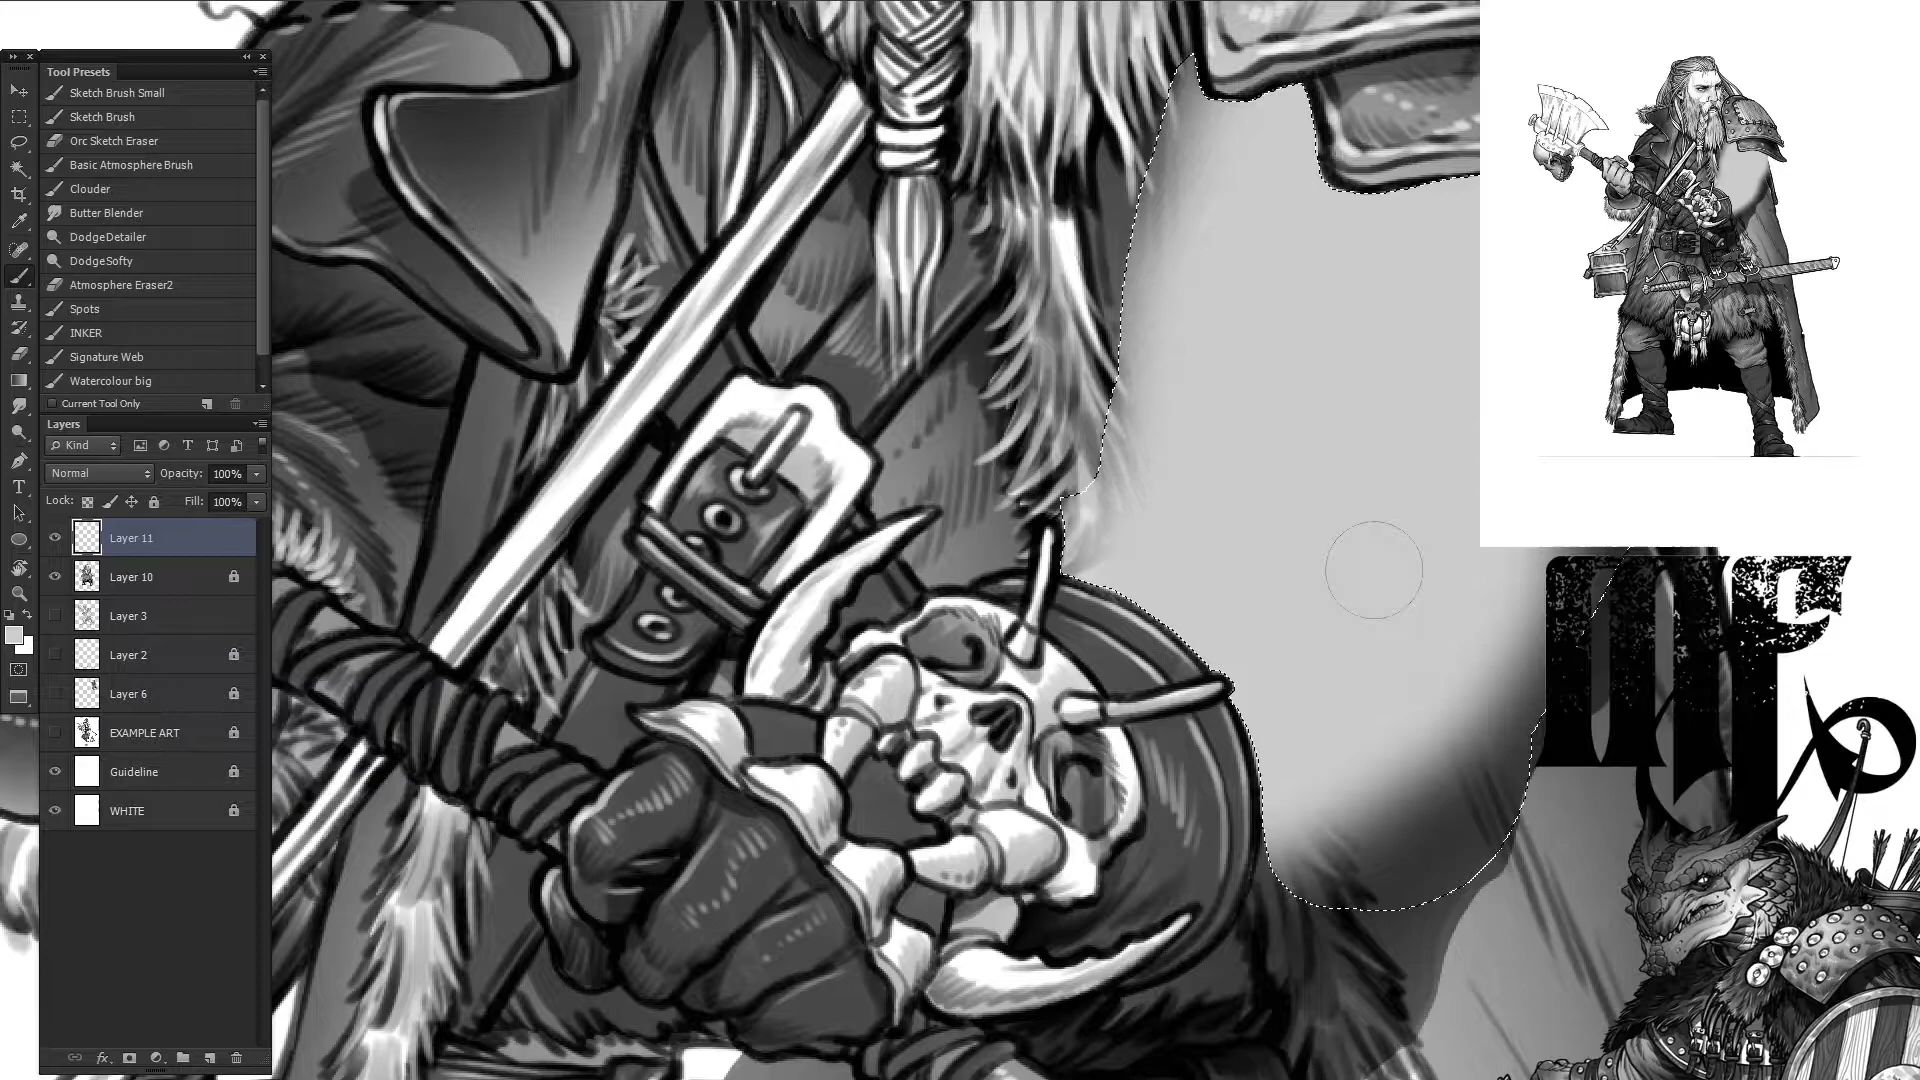 Tool Presets
Sketch Brush Small
Sketch Brush
Orc Sketch Eraser
Basic Atmosphere Brush
Clouder
Butter Blender
DodgeDetailer
DodgeSofty
Atmosphere Eraser2
Spots
INKER
Signature Web
Watercolour big
Current Tool Only
Layers
Kind
Normal Opacity: 100%
Lock: Fill: 100%
Layer 11
Layer 10
Layer 3
Layer 2
Layer 6
EXAMPLE ART
Guideline
WHITE
fx